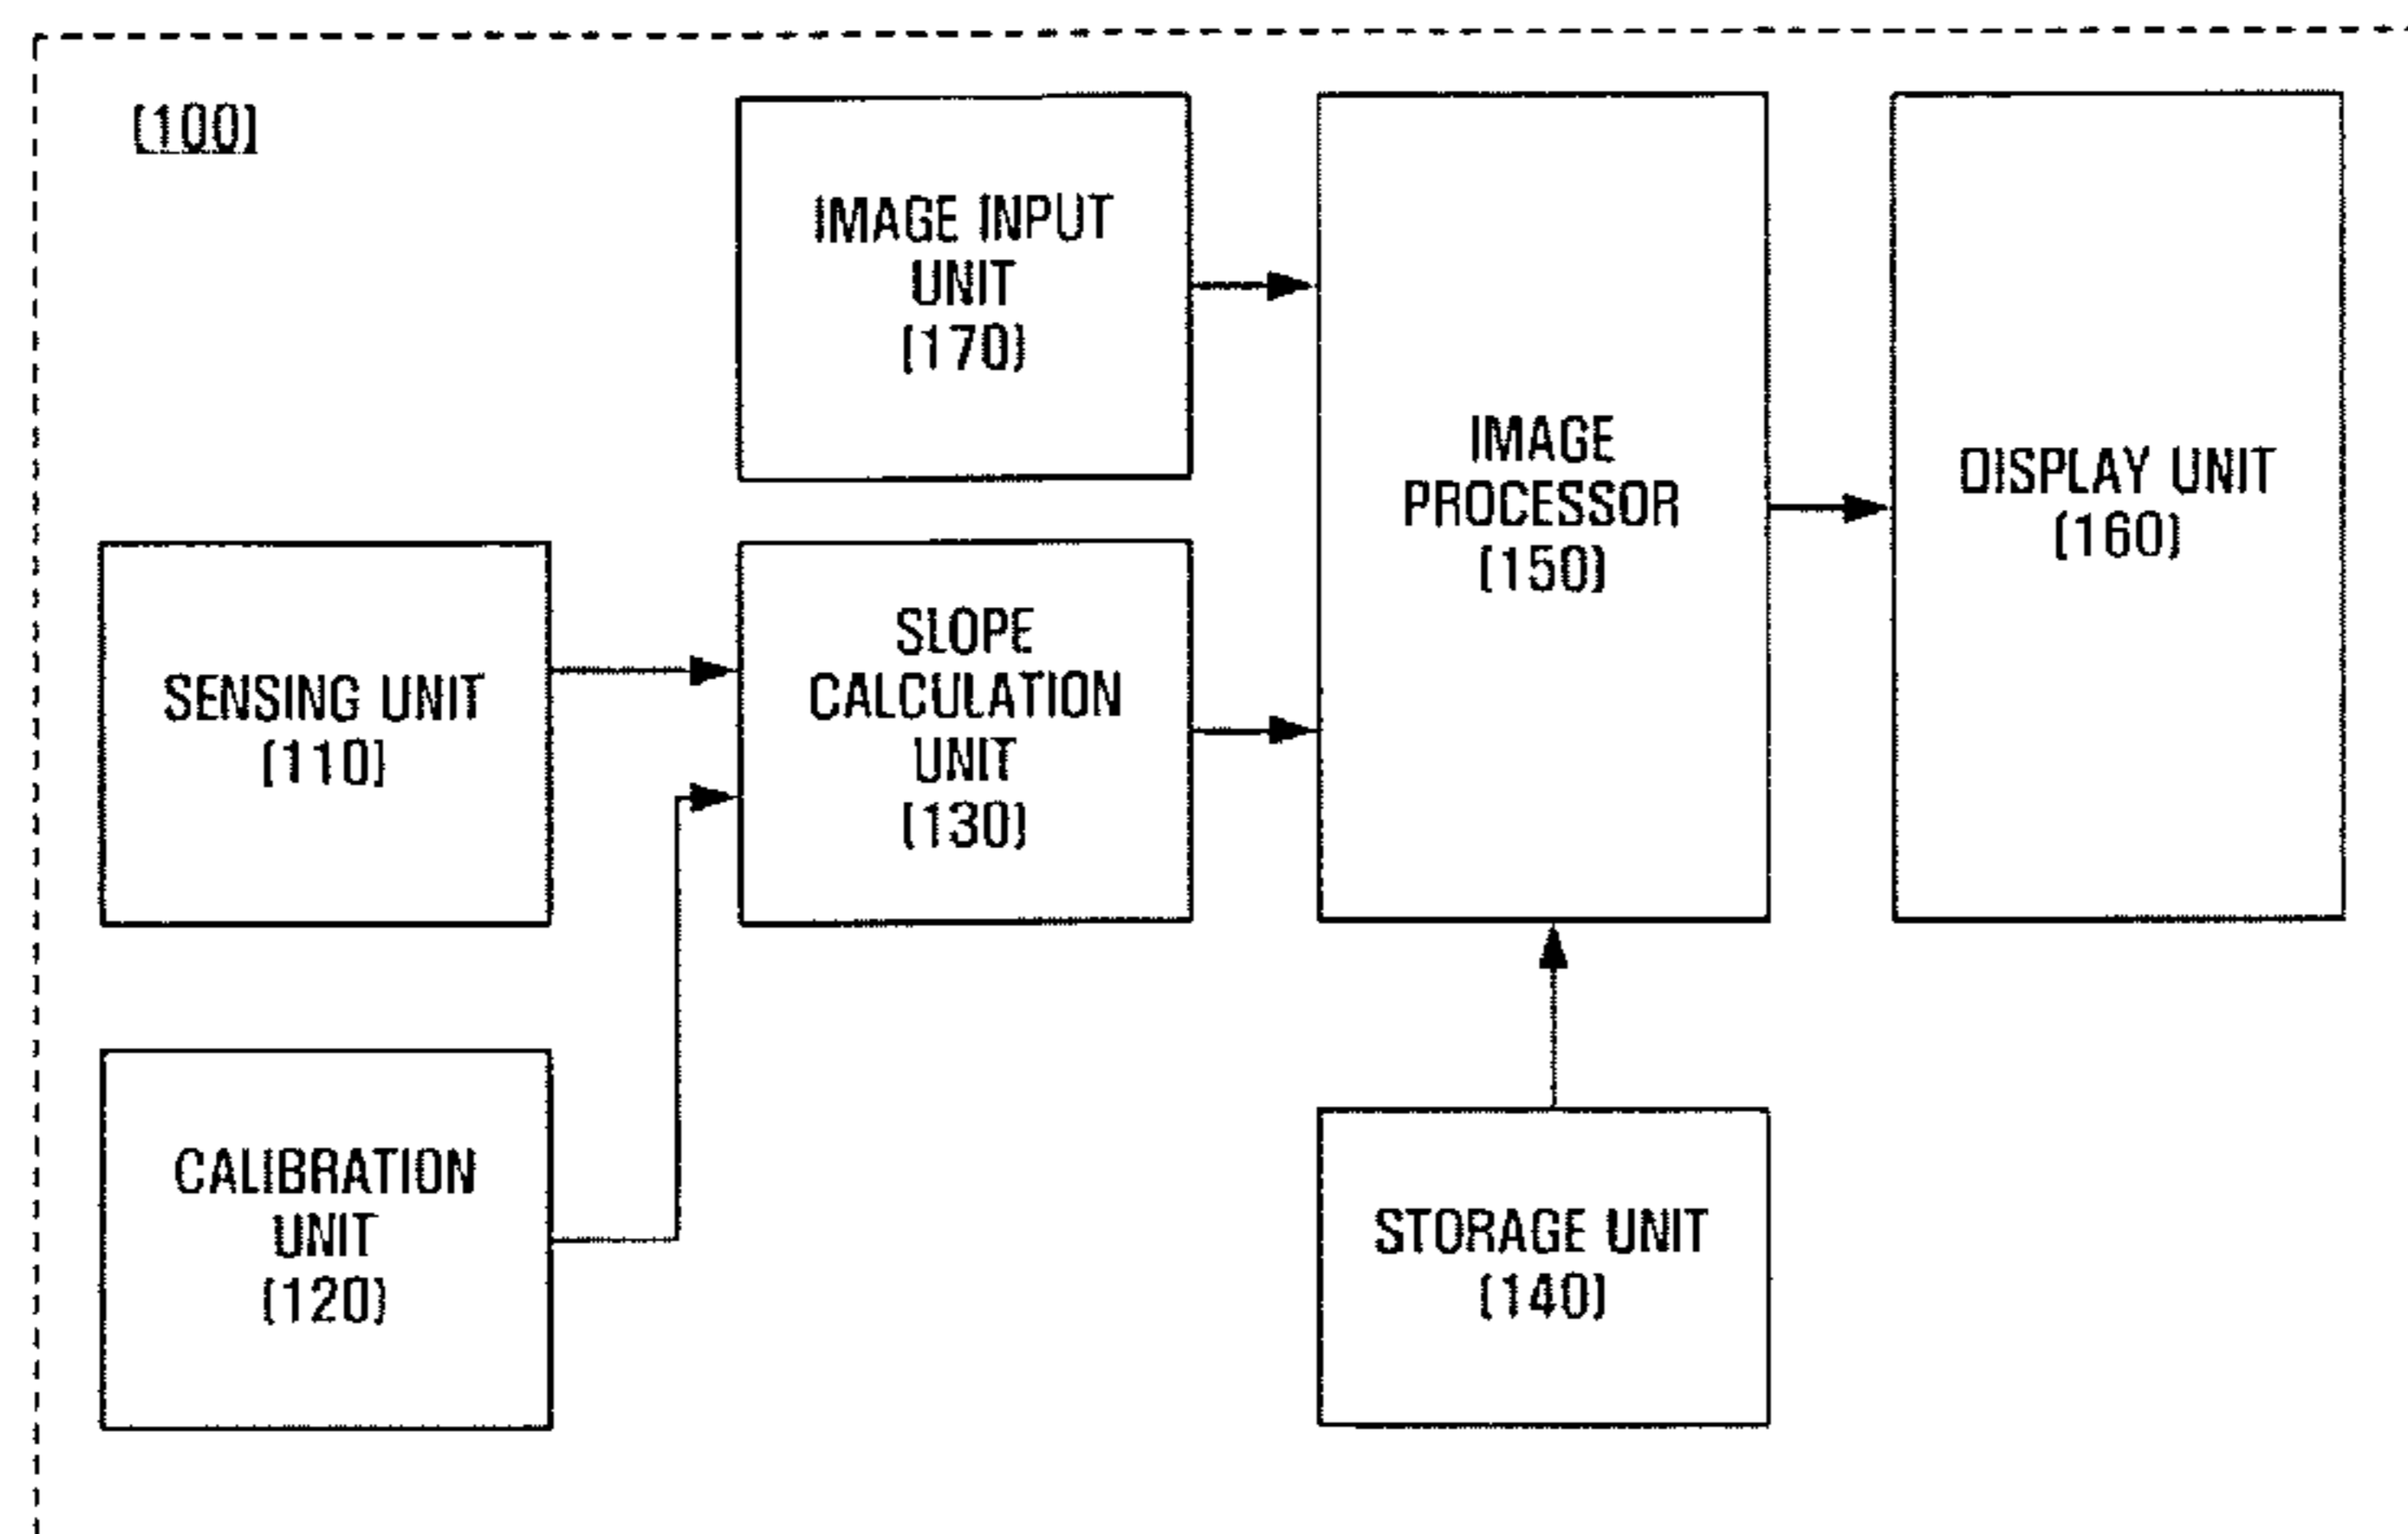 (100)
IMAGE INPUT
UNIT
(170)
IMAGE
PROCESSOR
(150)
DISPLAY UNIT
(160)
SENSING UNIT
(110)
SLOPE
CALCULATION
UNIT
(130)
CALIBRATION
UNIT
(120)
STORAGE UNIT
(140)